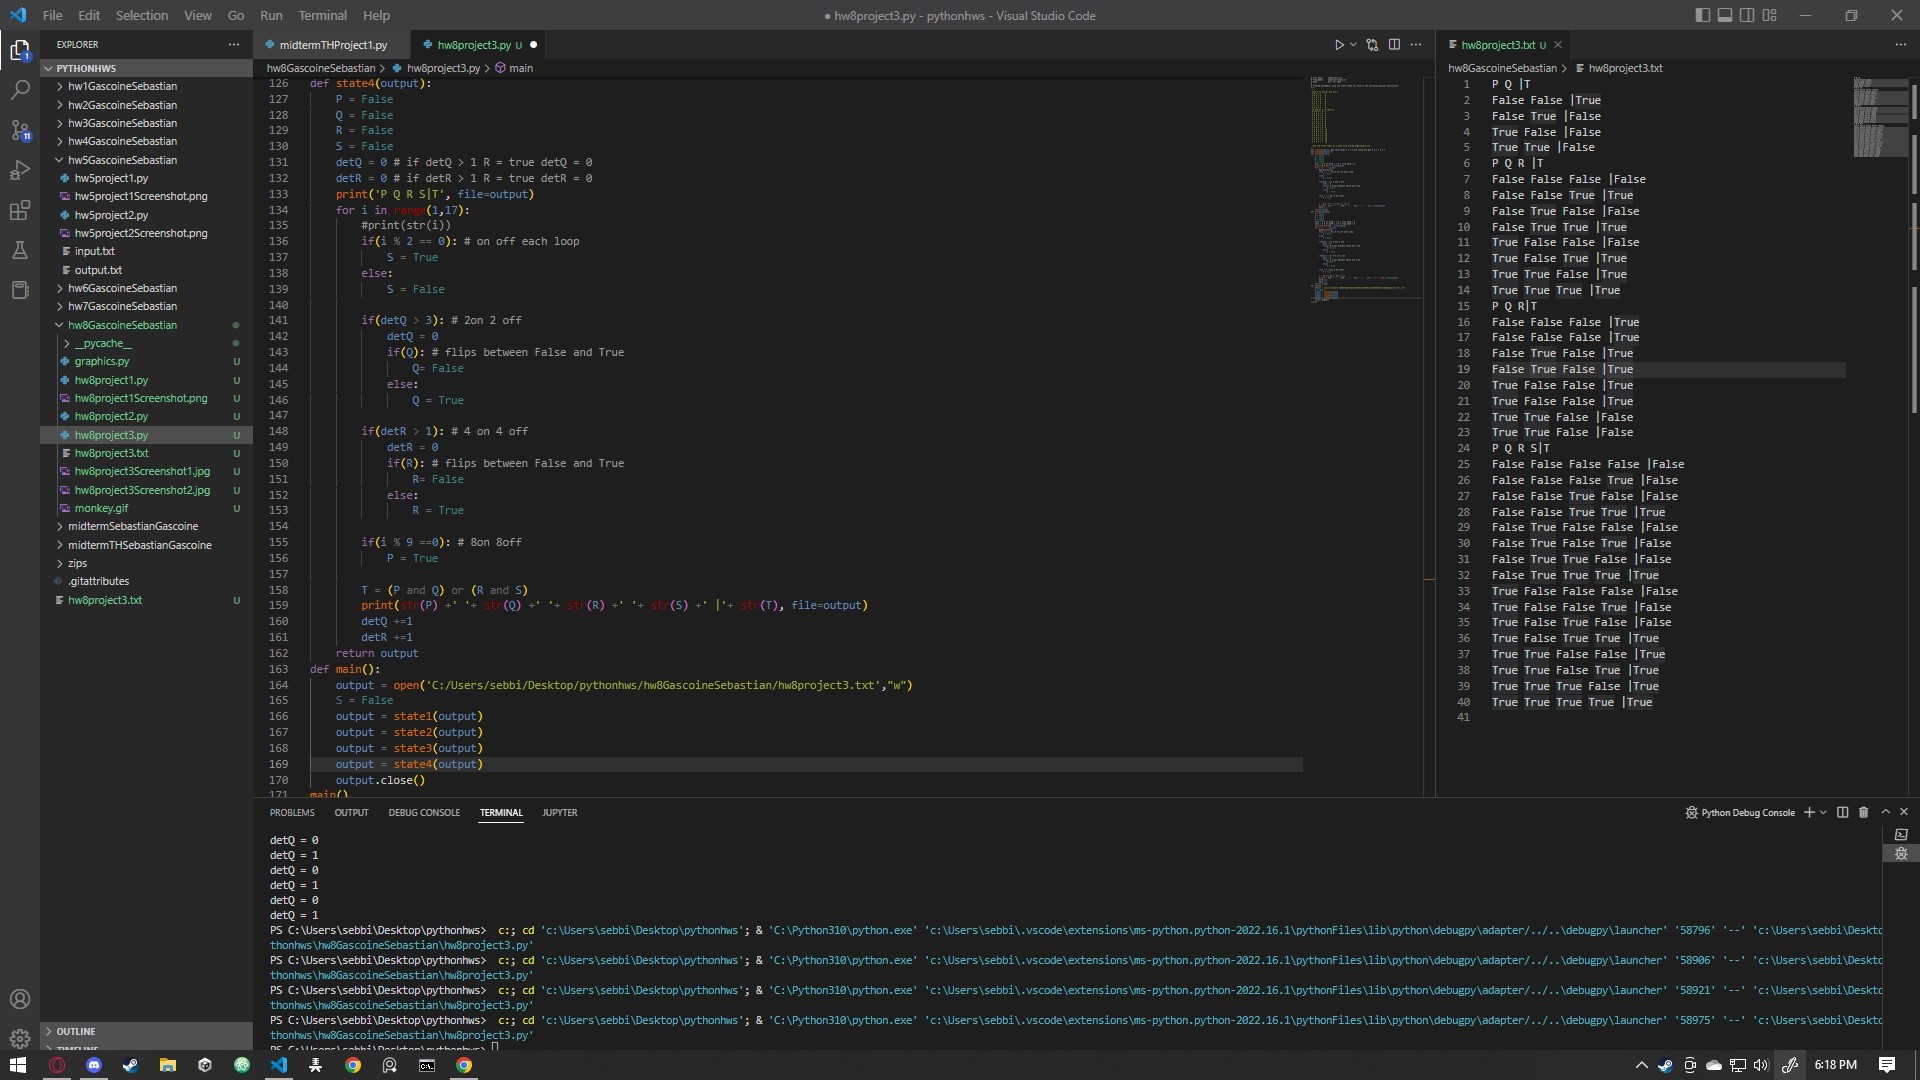 File Edit Selection View Go Run Terminal Help
● hw8project3.py - pythonhws - Visual Studio Code
EXPLORER
PYTHONHWS
hw1GascoineSebastian
hw2GascoineSebastian
hw3GascoineSebastian
hw4GascoineSebastian
hw5GascoineSebastian
hw5project1.py
hw5project1Screenshot.png
hw5project2.py
hw5project2Screenshot.png
input.txt
output.txt
hw6GascoineSebastian
hw7GascoineSebastian
hw8GascoineSebastian
__pycache__
graphics.py U
hw8project1.py U
hw8project1Screenshot.png U
hw8project2.py U
hw8project3.py U
hw8project3.txt U
hw8project3Screenshot1.jpg U
hw8project3Screenshot2.jpg U
monkey.gif U
midtermSebastianGascoine
midtermTHSebastianGascoine
zips
.gitattributes
hw8project3.txt U
OUTLINE
1
11
midtermTHProject1.py hw8project3.py U ●
hw8GascoineSebastian > hw8project3.py > main
126 def state4(output):
127 P = False
128 Q = False
129 R = False
130 S = False
131 detQ = 0 # if detQ > 1 R = true detQ = 0
132 detR = 0 # if detR > 1 R = true detR = 0
133 print('P Q R S|T', file=output)
134 for i in range(1,17):
135 #print(str(i))
136 if(i % 2 == 0): # on off each loop
137 S = True
138 else:
139 S = False
140
141 if(detQ > 3): # 2on 2 off
142 detQ = 0
143 if(Q): # flips between False and True
144 Q= False
145 else:
146 Q = True
147
148 if(detR > 1): # 4 on 4 off
149 detR = 0
150 if(R): # flips between False and True
151 R= False
152 else:
153 R = True
154
155 if(i % 9 ==0): # 8on 8off
156 P = True
157
158 T = (P and Q) or (R and S)
159 print(str(P) +' '+ str(Q) +' '+ str(R) +' '+ str(S) +' |'+ str(T), file=output)
160 detQ +=1
161 detR +=1
162 return output
163 def main():
164 output = open('C:/Users/sebbi/Desktop/pythonhws/hw8GascoineSebastian/hw8project3.txt',"w")
165 S = False
166 output = state1(output)
167 output = state2(output)
168 output = state3(output)
169 output = state4(output)
170 output.close()
171 main()
hw8project3.txt U
hw8GascoineSebastian > hw8project3.txt
1 P Q |T
2 False False |True
3 False True |False
4 True False |False
5 True True |False
6 P Q R |T
7 False False False |False
8 False False True |True
9 False True False |False
10 False True True |True
11 True False False |False
12 True False True |True
13 True True False |True
14 True True True |True
15 P Q R|T
16 False False False |True
17 False False False |True
18 False True False |True
19 False True False |True
20 True False False |True
21 True False False |True
22 True True False |False
23 True True False |False
24 P Q R S|T
25 False False False False |False
26 False False False True |False
27 False False True False |False
28 False False True True |True
29 False True False False |False
30 False True False True |False
31 False True True False |False
32 False True True True |True
33 True False False False |False
34 True False False True |False
35 True False True False |False
36 True False True True |True
37 True True False False |True
38 True True False True |True
39 True True True False |True
40 True True True True |True
41
PROBLEMS OUTPUT DEBUG CONSOLE TERMINAL JUPYTER
Python Debug Console
detQ = 0
detQ = 1
detQ = 0
detQ = 1
detQ = 0
detQ = 1
PS C:\Users\sebbi\Desktop\pythonhws> c:; cd 'c:\Users\sebbi\Desktop\pythonhws'; & 'C:\Python310\python.exe' 'c:\Users\sebbi\.vscode\extensions\ms-python.python-2022.16.1\pythonFiles\lib\python\debugpy\adapter/../..\debugpy\launcher' '58796' '--' 'c:\Users\sebbi\Deskto
thonhws\hw8GascoineSebastian\hw8project3.py'
PS C:\Users\sebbi\Desktop\pythonhws> c:; cd 'c:\Users\sebbi\Desktop\pythonhws'; & 'C:\Python310\python.exe' 'c:\Users\sebbi\.vscode\extensions\ms-python.python-2022.16.1\pythonFiles\lib\python\debugpy\adapter/../..\debugpy\launcher' '58906' '--' 'c:\Users\sebbi\Deskto
thonhws\hw8GascoineSebastian\hw8project3.py'
PS C:\Users\sebbi\Desktop\pythonhws> c:; cd 'c:\Users\sebbi\Desktop\pythonhws'; & 'C:\Python310\python.exe' 'c:\Users\sebbi\.vscode\extensions\ms-python.python-2022.16.1\pythonFiles\lib\python\debugpy\adapter/../..\debugpy\launcher' '58921' '--' 'c:\Users\sebbi\Deskto
thonhws\hw8GascoineSebastian\hw8project3.py'
PS C:\Users\sebbi\Desktop\pythonhws> c:; cd 'c:\Users\sebbi\Desktop\pythonhws'; & 'C:\Python310\python.exe' 'c:\Users\sebbi\.vscode\extensions\ms-python.python-2022.16.1\pythonFiles\lib\python\debugpy\adapter/../..\debugpy\launcher' '58975' '--' 'c:\Users\sebbi\Deskto
thonhws\hw8GascoineSebastian\hw8project3.py'
PS C:\Users\sebbi\Desktop\pythonhws>
6:18 PM